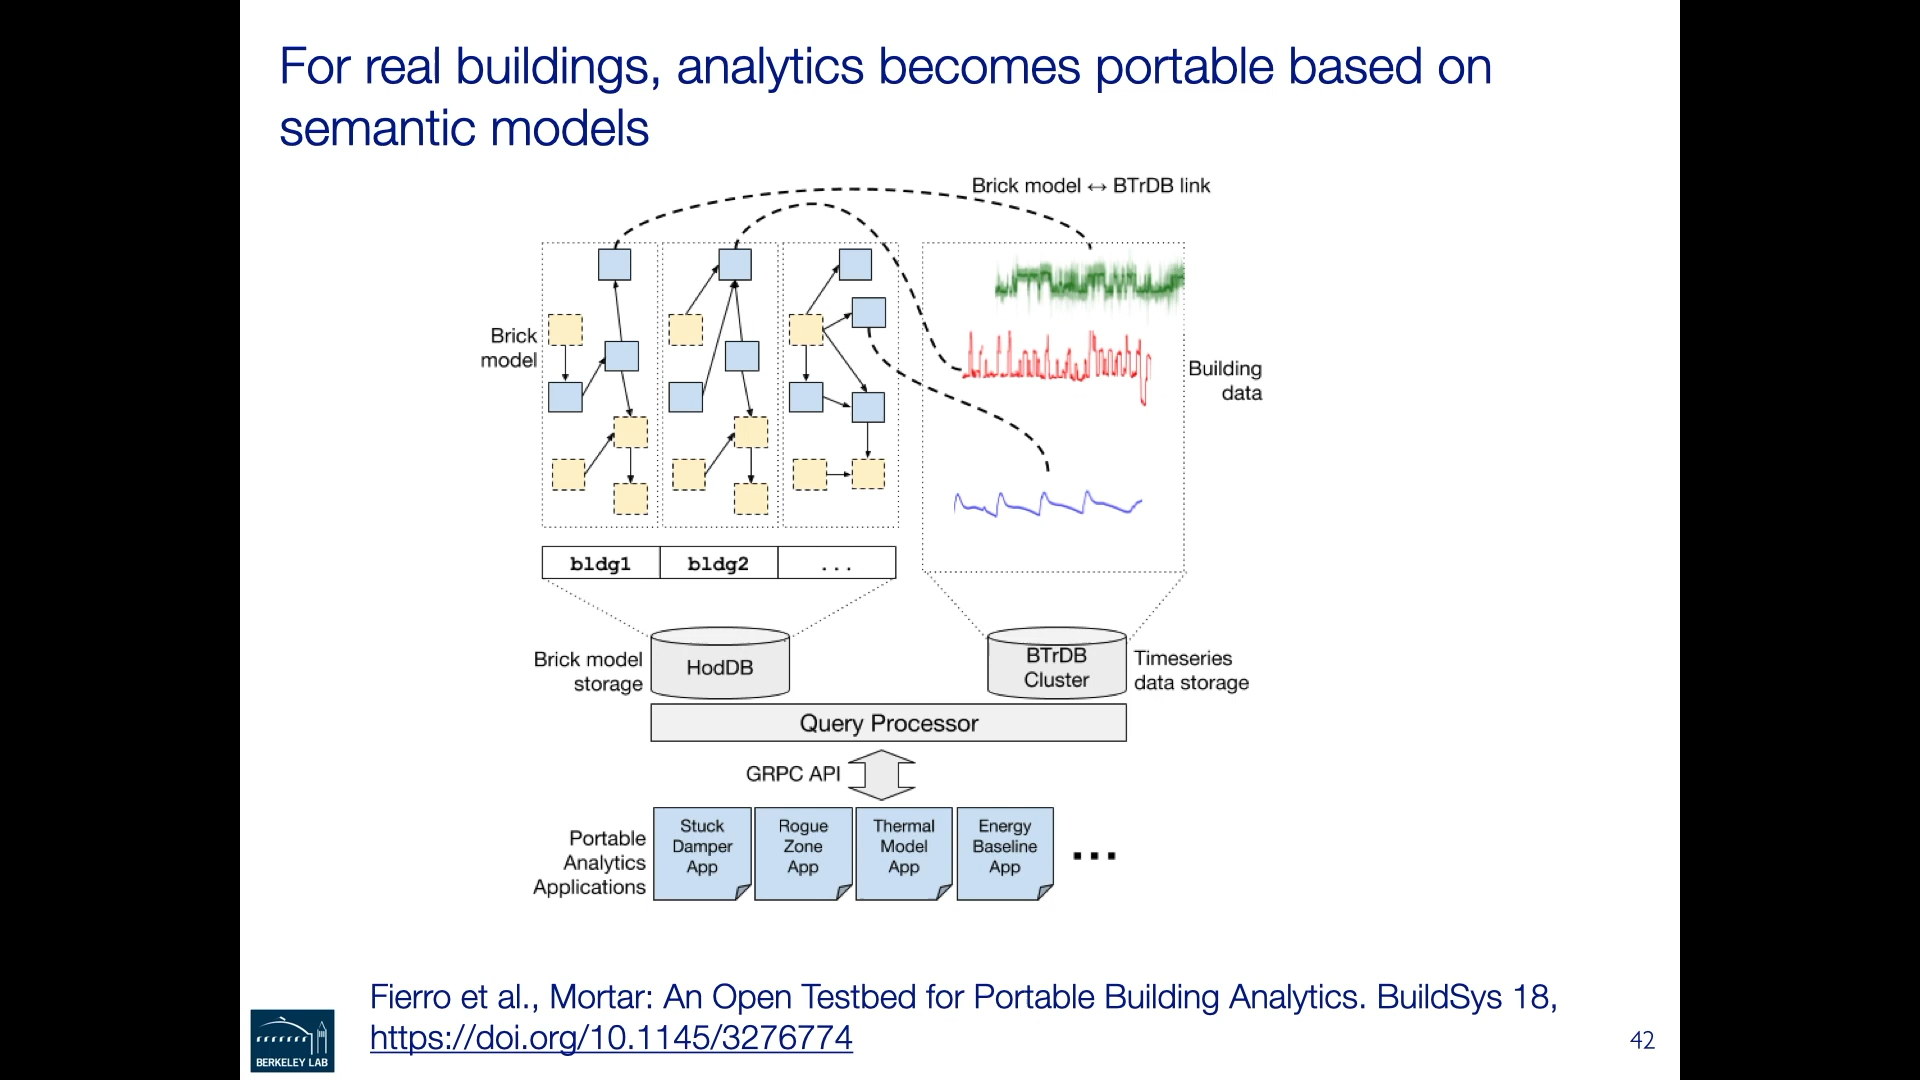 For real buildings, analytics becomes portable based on
semantic models
Brick model ↔ BTrDB link
Brick
model
Building
data
bldg1
bldg2
...
Brick model
storage
HodDB
BTrDB
Cluster
Timeseries
data storage
Query Processor
GRPC API
Portable
Analytics
Applications
Stuck
Damper
App
Rogue
Zone
App
Thermal
Model
App
Energy
Baseline
App
...
Fierro et al., Mortar: An Open Testbed for Portable Building Analytics. BuildSys 18,
https://doi.org/10.1145/3276774
BERKELEY LAB
42